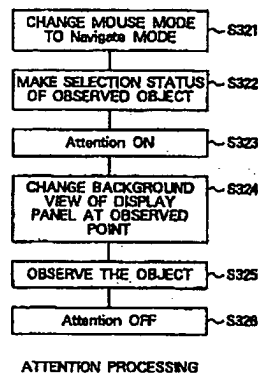 CHANGE MOUSE MODE
TO Navigate MODE
S321
MAKE SELECTION STATUS
OF OBSERVED OBJECT
S322
Attention ON
S323
CHANGE BACKGROUND
VIEW OF DISPLAY
PANEL AT OBSERVED
POINT
S324
OBSERVE THE OBJECT
S325
Attention OFF
S326
ATTENTION PROCESSING